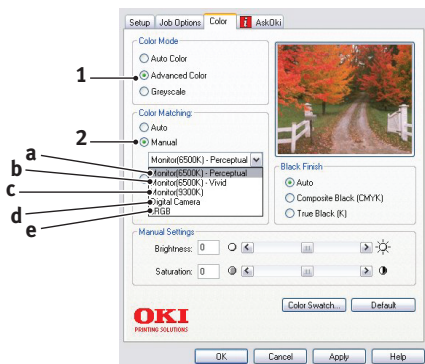 Setup Job Options Color i AskOki
Color Mode
Auto Color
1 Advanced Color
Greyscale
Color Matching:
Auto
2 Manual
Monitor(6500K) - Perceptual
a Monitor(6500K) - Perceptual
b Monitor(6500K) - Vivid
c Monitor(9300K)
d Digital Camera
e sRGB
Black Finish
Auto
Composite Black (CMYK)
True Black (K)
Manual Settings
Brightness: 0
Saturation: 0
Color Swatch... Default
OKI
PRINTING SOLUTIONS
OK Cancel Apply Help